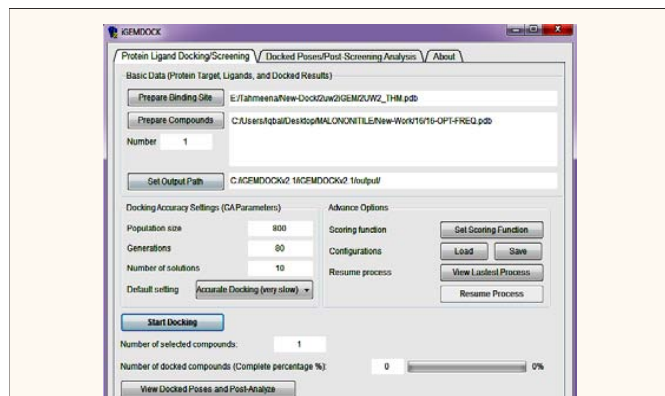 iGEMDOCK
Protein Ligand Docking/Screening Docked Poses/Post-Screening Analysis About
Basic Data (Protein Target, Ligands, and Docked Results)
Prepare Binding Site E:/Tahmeena/New-Dock/2uw2/iGEM/2UW2_THM.pdb
Prepare Compounds C:/Users/Iqbal/Desktop/MALONONITILE/New-Work/16/16-OPT-FREQ.pdb
Number 1
Set Output Path C:/iGEMDOCKv2.1/iGEMDOCKv2.1/output/
Docking Accuracy Settings (GA Parameters) Advance Options
Population size 800 Scoring function Set Scoring Function
Generations 80 Configurations Load Save
Number of solutions 10 Resume process View Lastest Process
Default setting Accurate Docking (very slow) Resume Process
Start Docking
Number of selected compounds: 1
Number of docked compounds (Complete percentage %): 0 0%
View Docked Poses and Post-Analyze